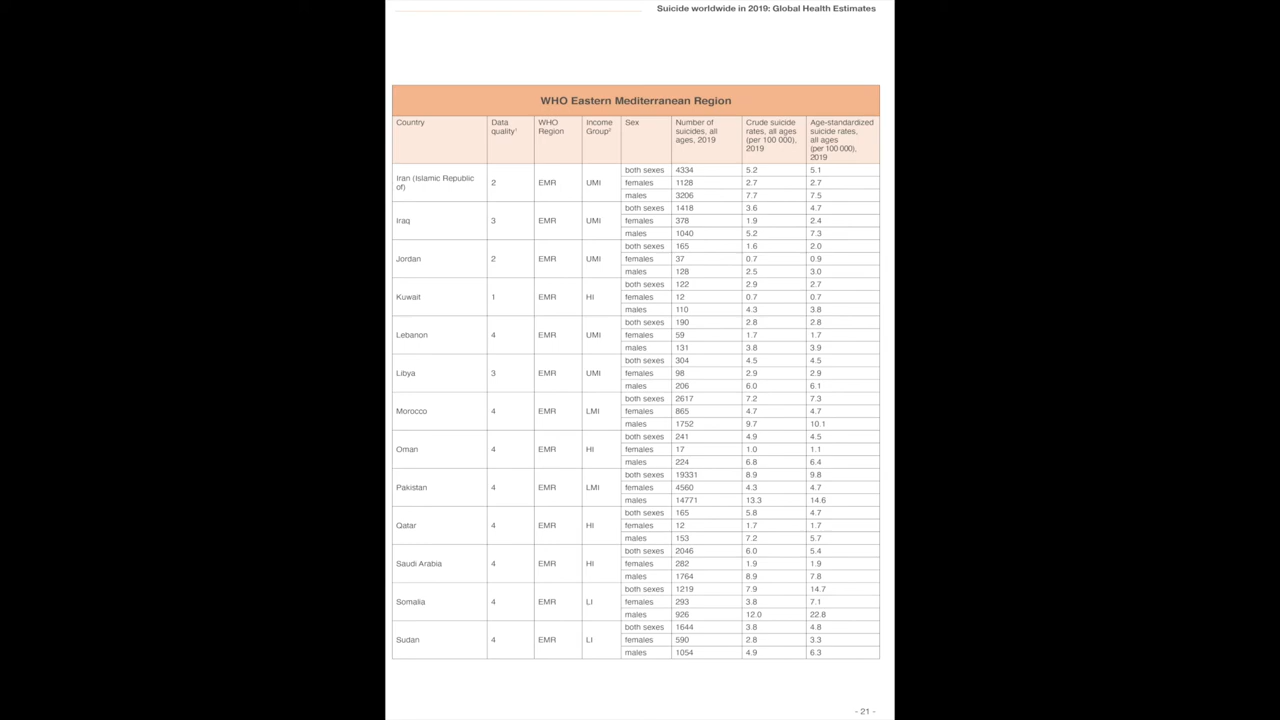 Suicide worldwide in 2019: Global Health Estimates
WHO Eastern Mediterranean Region
Country Data quality¹ WHO Region Income Group² Sex Number of suicides, all ages, 2019 Crude suicide rates, all ages (per 100 000), 2019 Age-standardized suicide rates, all ages (per 100 000), 2019
Iran (Islamic Republic of) 2 EMR UMI both sexes 4334 5.2 5.1
females 1128 2.7 2.7
males 3206 7.7 7.5
Iraq 3 EMR UMI both sexes 1418 3.6 4.7
females 378 1.9 2.4
males 1040 5.2 7.3
Jordan 2 EMR UMI both sexes 165 1.6 2.0
females 37 0.7 0.9
males 128 2.5 3.0
Kuwait 1 EMR HI both sexes 122 2.9 2.7
females 12 0.7 0.7
males 110 4.3 3.8
Lebanon 4 EMR UMI both sexes 190 2.8 2.8
females 59 1.7 1.7
males 131 3.8 3.9
Libya 3 EMR UMI both sexes 304 4.5 4.5
females 98 2.9 2.9
males 206 6.0 6.1
Morocco 4 EMR LMI both sexes 2617 7.2 7.3
females 865 4.7 4.7
males 1752 9.7 10.1
Oman 4 EMR HI both sexes 241 4.9 4.5
females 17 1.0 1.1
males 224 6.8 6.4
Pakistan 4 EMR LMI both sexes 19331 8.9 9.8
females 4560 4.3 4.7
males 14771 13.3 14.6
Qatar 4 EMR HI both sexes 165 5.8 4.7
females 12 1.7 1.7
males 153 7.2 5.7
Saudi Arabia 4 EMR HI both sexes 2046 6.0 5.4
females 282 1.9 1.9
males 1764 8.9 7.8
Somalia 4 EMR LI both sexes 1219 7.9 14.7
females 293 3.8 7.1
males 926 12.0 22.8
Sudan 4 EMR LI both sexes 1644 3.8 4.8
females 590 2.8 3.3
males 1054 4.9 6.3
- 21 -